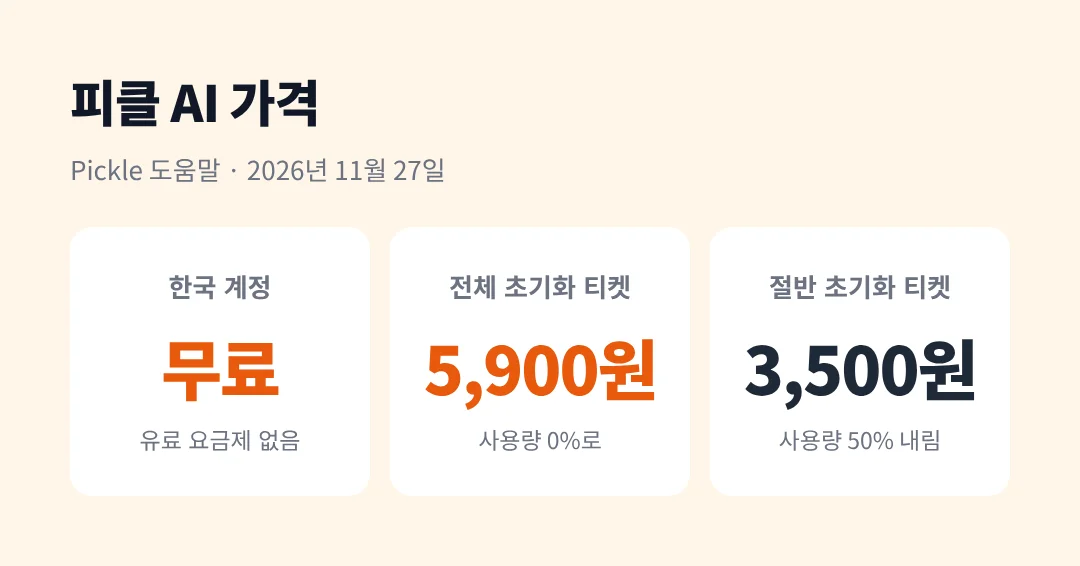 피클 AI 가격
Pickle 도움말 · 2026년 11월 27일
한국 계정
무료
유료 요금제 없음
전체 초기화 티켓
5,900원
사용량 0%로
절반 초기화 티켓
3,500원
사용량 50% 내림